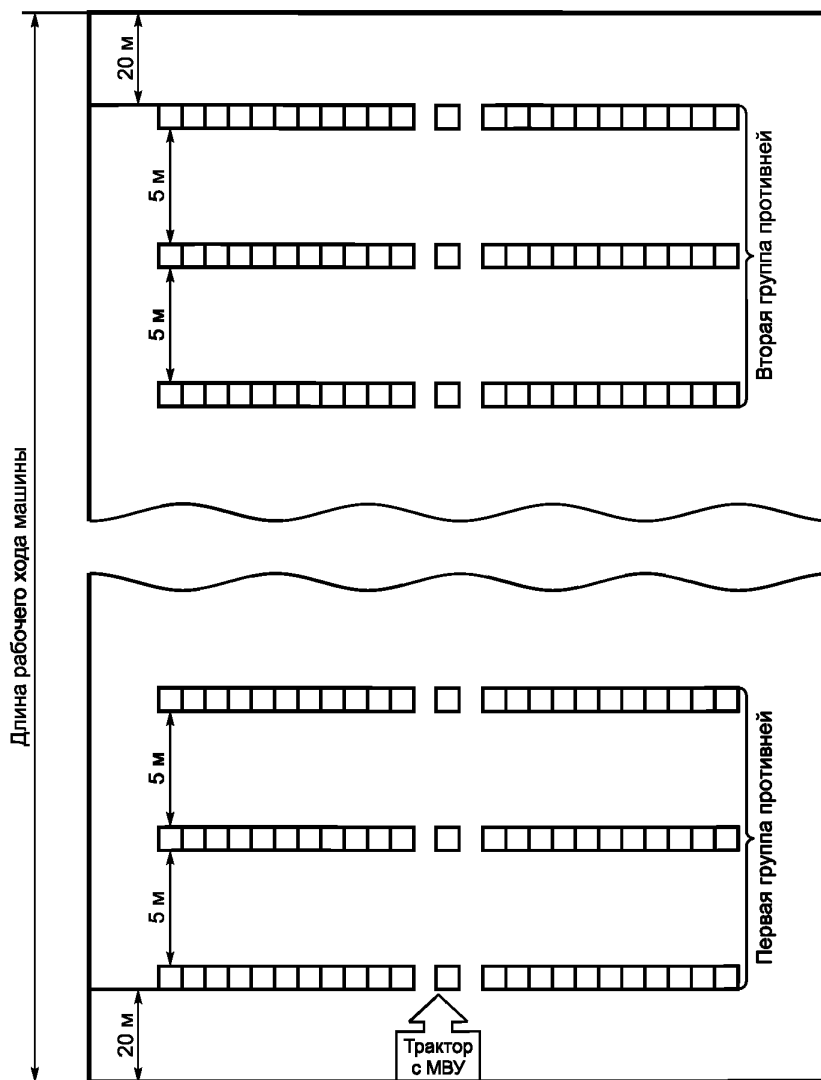 20 м
5 м
5 м
Вторая группа противней
Длина рабочего хода машины
5 м
5 м
Первая группа противней
20 м
Трактор
с МВУ